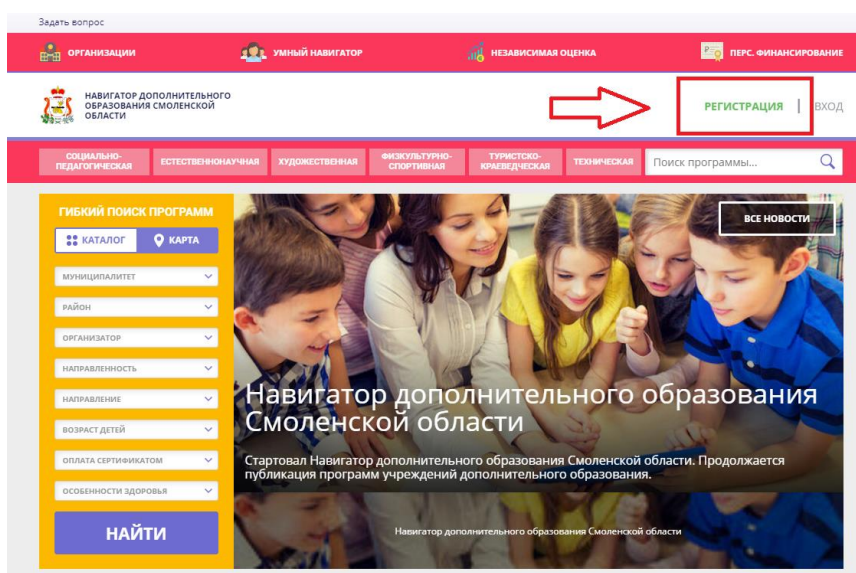 Задать вопрос
ОРГАНИЗАЦИИ
УМНЫЙ НАВИГАТОР
НЕЗАВИСИМАЯ ОЦЕНКА
ПЕРС. ФИНАНСИРОВАНИЕ
НАВИГАТОР ДОПОЛНИТЕЛЬНОГО
ОБРАЗОВАНИЯ СМОЛЕНСКОЙ
ОБЛАСТИ
РЕГИСТРАЦИЯ | ВХОД
СОЦИАЛЬНО-
ПЕДАГОГИЧЕСКАЯ
ЕСТЕСТВЕННОНАУЧНАЯ
ХУДОЖЕСТВЕННАЯ
ФИЗКУЛЬТУРНО-
СПОРТИВНАЯ
ТУРИСТСКО-
КРАЕВЕДЧЕСКАЯ
ТЕХНИЧЕСКАЯ
Поиск программы...
ГИБКИЙ ПОИСК ПРОГРАММ
КАТАЛОГ
КАРТА
МУНИЦИПАЛИТЕТ
РАЙОН
ОРГАНИЗАТОР
НАПРАВЛЕННОСТЬ
НАПРАВЛЕНИЕ
ВОЗРАСТ ДЕТЕЙ
ОПЛАТА СЕРТИФИКАТОМ
ОСОБЕННОСТИ ЗДОРОВЬЯ
НАЙТИ
ВСЕ НОВОСТИ
Навигатор дополнительного образования
Смоленской области
Стартовал Навигатор дополнительного образования Смоленской области. Продолжается
публикация программ учреждений дополнительного образования.
Навигатор дополнительного образования Смоленской области